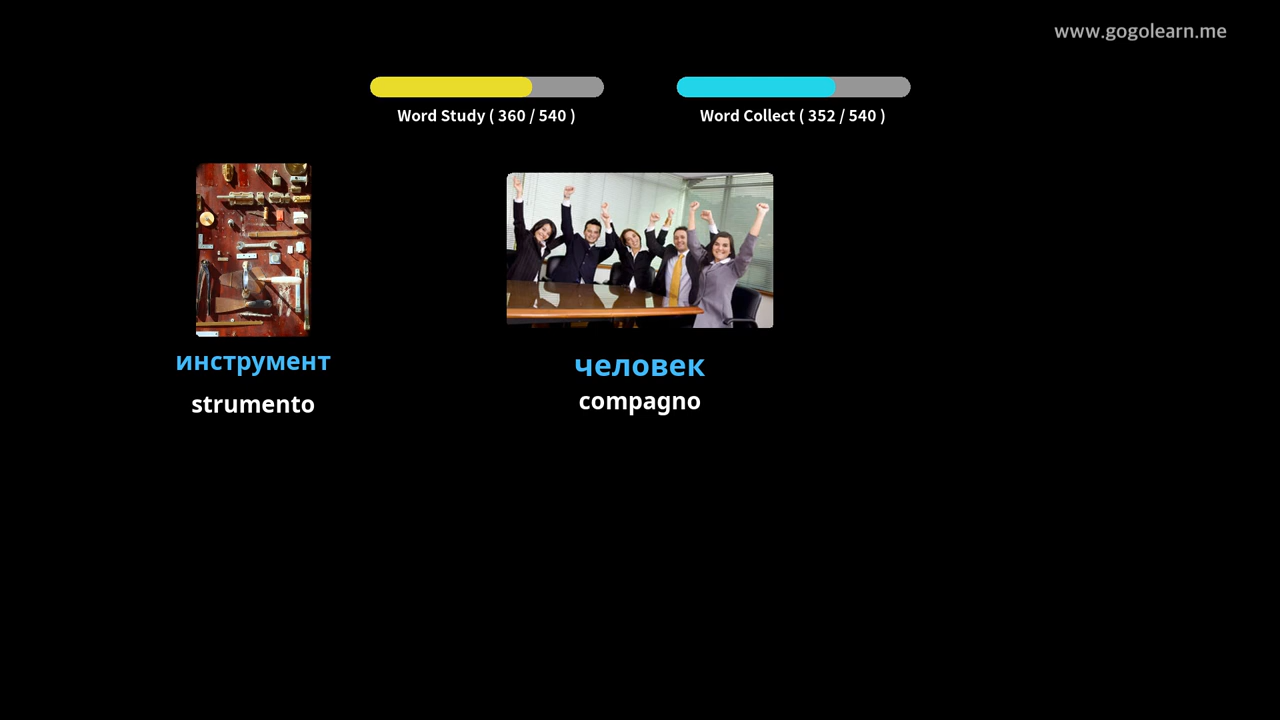 www.gogolearn.me
Word Study ( 360 / 540 )
Word Collect ( 352 / 540 )
инструмент
strumento
человек
compagno